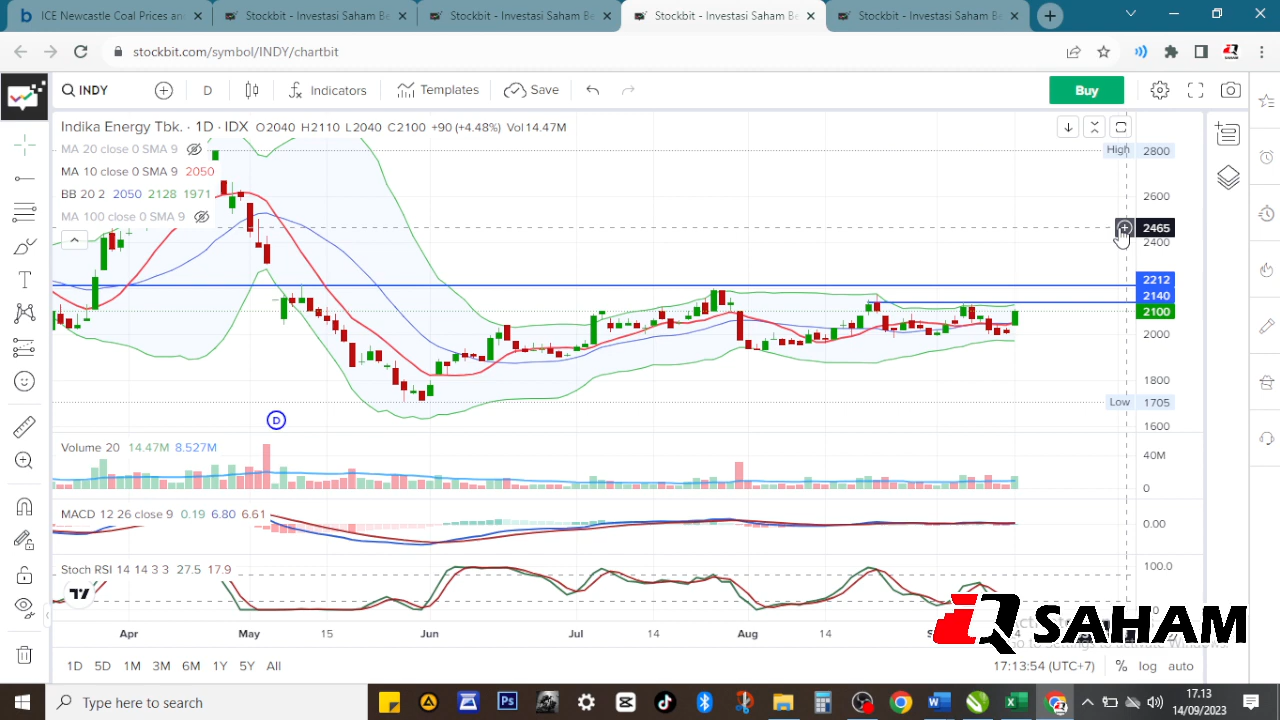 ICE Newcastle Coal Prices an
Stockbit - Investasi Saham Be
Stockbit - Investasi Saham Be
Stockbit - Investasi Saham Be
Stockbit - Investasi Saham Be
stockbit.com/symbol/INDY/chartbit
INDY
D
Indicators
Templates
Save
Buy
Indika Energy Tbk. · 1D · IDX O2040 H2110 L2040 C2100 +90 (+4.48%) Vol 14.47M
MA 20 close 0 SMA 9
MA 10 close 0 SMA 9 2050
BB 20 2 2050 2128 1971
MA 100 close 0 SMA 9
High 2800
2600
2465
2400
2212
2140
2100
2000
1800
Low 1705
1600
D
Volume 20 14.47M 8.527M
40M
0
MACD 12 26 close 9 0.19 6.80 6.61
0.00
Stoch RSI 14 14 3 3 27.5 17.9
100.0
Apr May 15 Jun Jul 14 Aug 14
IQ SAHAM
Go to Settings to activate Windows.
1D 5D 1M 3M 6M 1Y 5Y All
17:13:54 (UTC+7) % log auto
Type here to search
17.13
14/09/2023